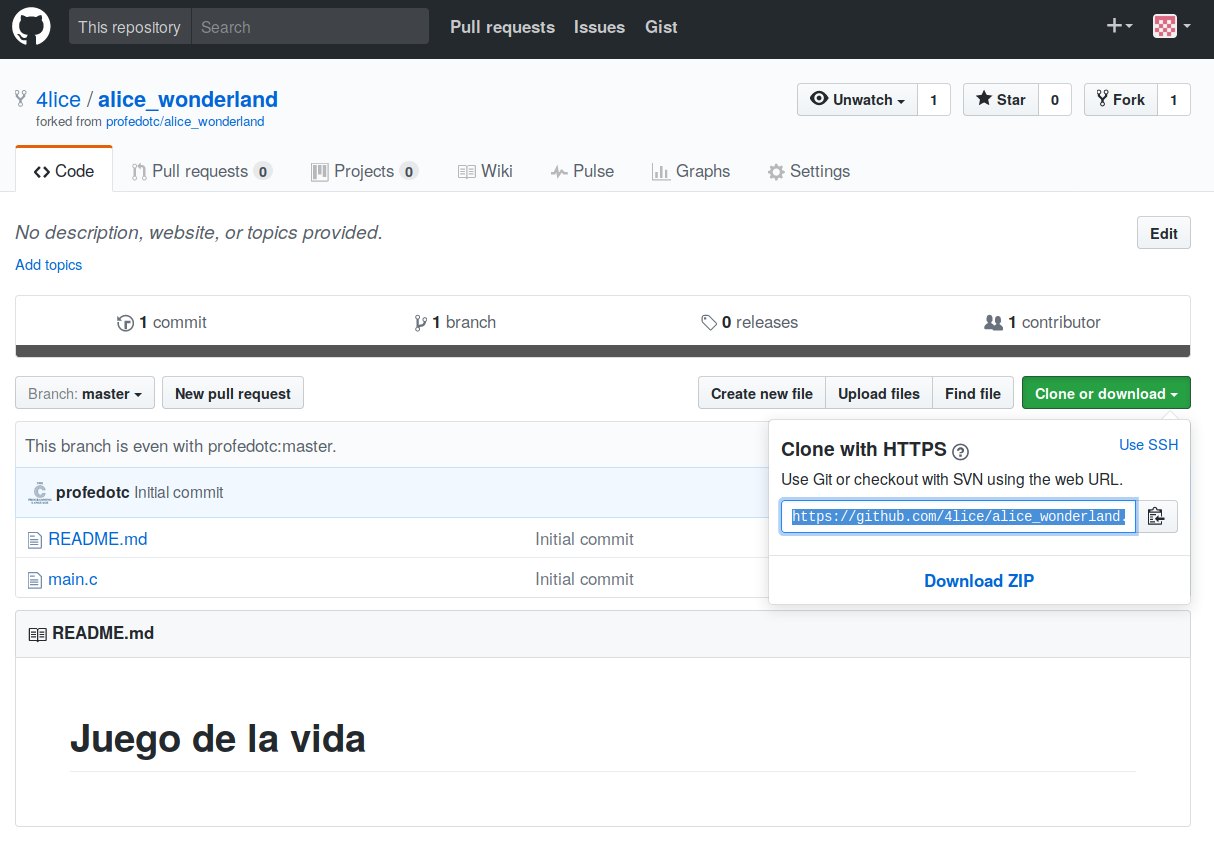 This repository Search Pull requests Issues Gist
4lice / alice_wonderland Unwatch 1 Star 0 Fork 1
forked from profedotc/alice_wonderland
Code Pull requests 0 Projects 0 Wiki Pulse Graphs Settings
No description, website, or topics provided. Edit
Add topics
1 commit 1 branch 0 releases 1 contributor
Branch: master New pull request Create new file Upload files Find file Clone or download
This branch is even with profedotc:master.
Clone with HTTPS ? Use SSH
Use Git or checkout with SVN using the web URL.
profedotc Initial commit
https://github.com/4lice/alice_wonderland.
README.md Initial commit
main.c Initial commit
Download ZIP
README.md
Juego de la vida